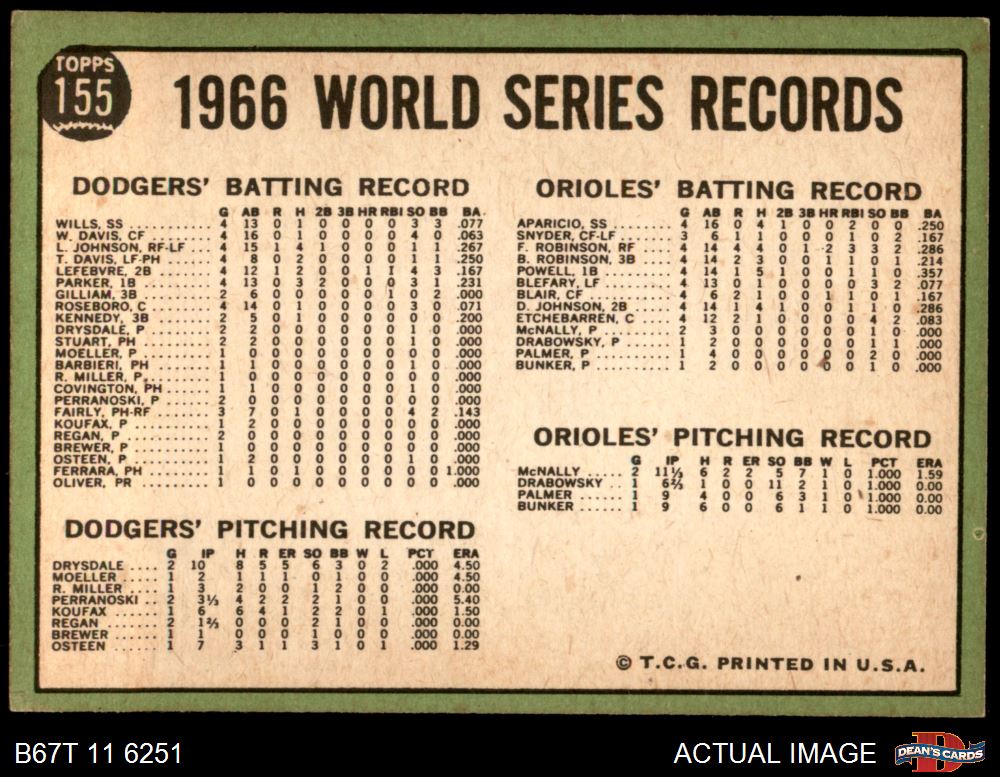 TOPPS
155
1966 WORLD SERIES RECORDS
DODGERS' BATTING RECORD
G AB R H 2B 3B HR RBI SO BB BA
WILLS, SS ........ 4 13 0 1 0 0 0 0 3 3 .077
W. DAVIS, CF ........ 4 16 0 1 0 0 0 0 4 0 .063
L. JOHNSON, RF-LF .. 4 15 1 4 1 0 0 0 1 1 .267
T. DAVIS, LF-PH ..... 4 8 0 2 0 0 0 0 1 1 .250
LEFEBVRE, 2B ....... 4 12 1 2 0 0 1 1 4 3 .167
PARKER, 1B ......... 4 13 0 3 2 0 0 0 3 1 .231
GILLIAM, 3B ......... 2 6 0 0 0 0 0 1 0 2 .000
ROSEBORO, C ........ 4 14 0 1 0 0 0 0 3 0 .071
KENNEDY, 3B ........ 2 5 0 1 0 0 0 0 0 0 .200
DRYSDALE, P ........ 2 2 0 0 0 0 0 0 1 0 .000
STUART, PH ......... 2 2 0 0 0 0 0 0 1 0 .000
MOELLER, P ......... 1 0 0 0 0 0 0 0 0 0 .000
BARBIERI, PH ........ 1 1 0 0 0 0 0 0 1 0 .000
R. MILLER, P ......... 1 0 0 0 0 0 0 0 0 0 .000
COVINGTON, PH ...... 1 1 0 0 0 0 0 0 1 0 .000
PERRANOSKI, P ...... 2 0 0 0 0 0 0 0 0 0 .000
FAIRLY, PH-RF ....... 3 7 0 1 0 0 0 0 4 2 .143
KOUFAX, P .......... 1 2 0 0 0 0 0 0 0 0 .000
REGAN, P ........... 2 0 0 0 0 0 0 0 0 0 .000
BREWER, P .......... 1 0 0 0 0 0 0 0 0 0 .000
OSTEEN, P .......... 1 2 0 0 0 0 0 0 1 0 .000
FERRARA, PH ........ 1 1 0 1 0 0 0 0 0 0 1.000
OLIVER, PR .......... 1 0 0 0 0 0 0 0 0 0 .000
DODGERS' PITCHING RECORD
G IP H R ER SO BB W L PCT ERA
DRYSDALE .... 2 10 8 5 5 6 3 0 2 .000 4.50
MOELLER ..... 1 2 1 1 1 0 1 0 0 .000 4.50
R. MILLER .... 1 3 2 0 0 1 2 0 0 .000 0.00
PERRANOSKI .. 2 3⅓ 4 2 2 2 1 0 0 .000 5.40
KOUFAX ...... 1 6 6 4 1 2 2 0 1 .000 1.50
REGAN ....... 2 1⅔ 0 0 0 2 1 0 0 .000 0.00
BREWER ...... 1 1 0 0 0 1 0 0 0 .000 0.00
OSTEEN ...... 1 7 3 1 1 3 1 0 1 .000 1.29
ORIOLES' BATTING RECORD
G AB R H 2B 3B HR RBI SO BB BA
APARICIO, SS ........ 4 16 0 4 1 0 0 2 0 0 .250
SNYDER, CF-LF ....... 3 6 1 1 0 0 0 1 0 2 .167
F. ROBINSON, RF ..... 4 14 4 4 0 1 2 3 3 .286
B. ROBINSON, 3B ..... 4 14 2 3 0 0 1 1 0 1 .214
POWELL, 1B ......... 4 14 1 5 1 0 0 1 1 0 .357
BLEFARY, LF ......... 4 13 0 1 0 0 0 0 3 2 .077
BLAIR, CF ........... 4 6 2 1 0 0 1 1 0 1 .167
D. JOHNSON, 2B ..... 4 14 1 4 1 0 0 1 1 0 .286
ETCHEBARREN, C .... 4 12 2 1 0 0 0 0 4 2 .083
McNALLY, P ......... 2 3 0 0 0 0 0 0 1 0 .000
DRABOWSKY, P ...... 1 2 0 0 0 0 0 0 1 1 .000
PALMER, P .......... 1 4 0 0 0 0 0 0 2 0 .000
BUNKER, P .......... 1 2 0 0 0 0 0 0 1 0 .000
ORIOLES' PITCHING RECORD
G IP H R ER SO BB W L PCT ERA
McNALLY ..... 2 11⅓ 6 2 2 5 7 1 0 1.000 1.59
DRABOWSKY .. 1 6⅔ 1 0 0 11 2 1 0 1.000 0.00
PALMER ...... 1 9 4 0 0 6 3 1 0 1.000 0.00
BUNKER ...... 1 9 6 0 0 6 1 1 0 1.000 0.00
© T.C.G. PRINTED IN U.S.A.
B67T 11 6251
ACTUAL IMAGE
DEAN'S CARDS